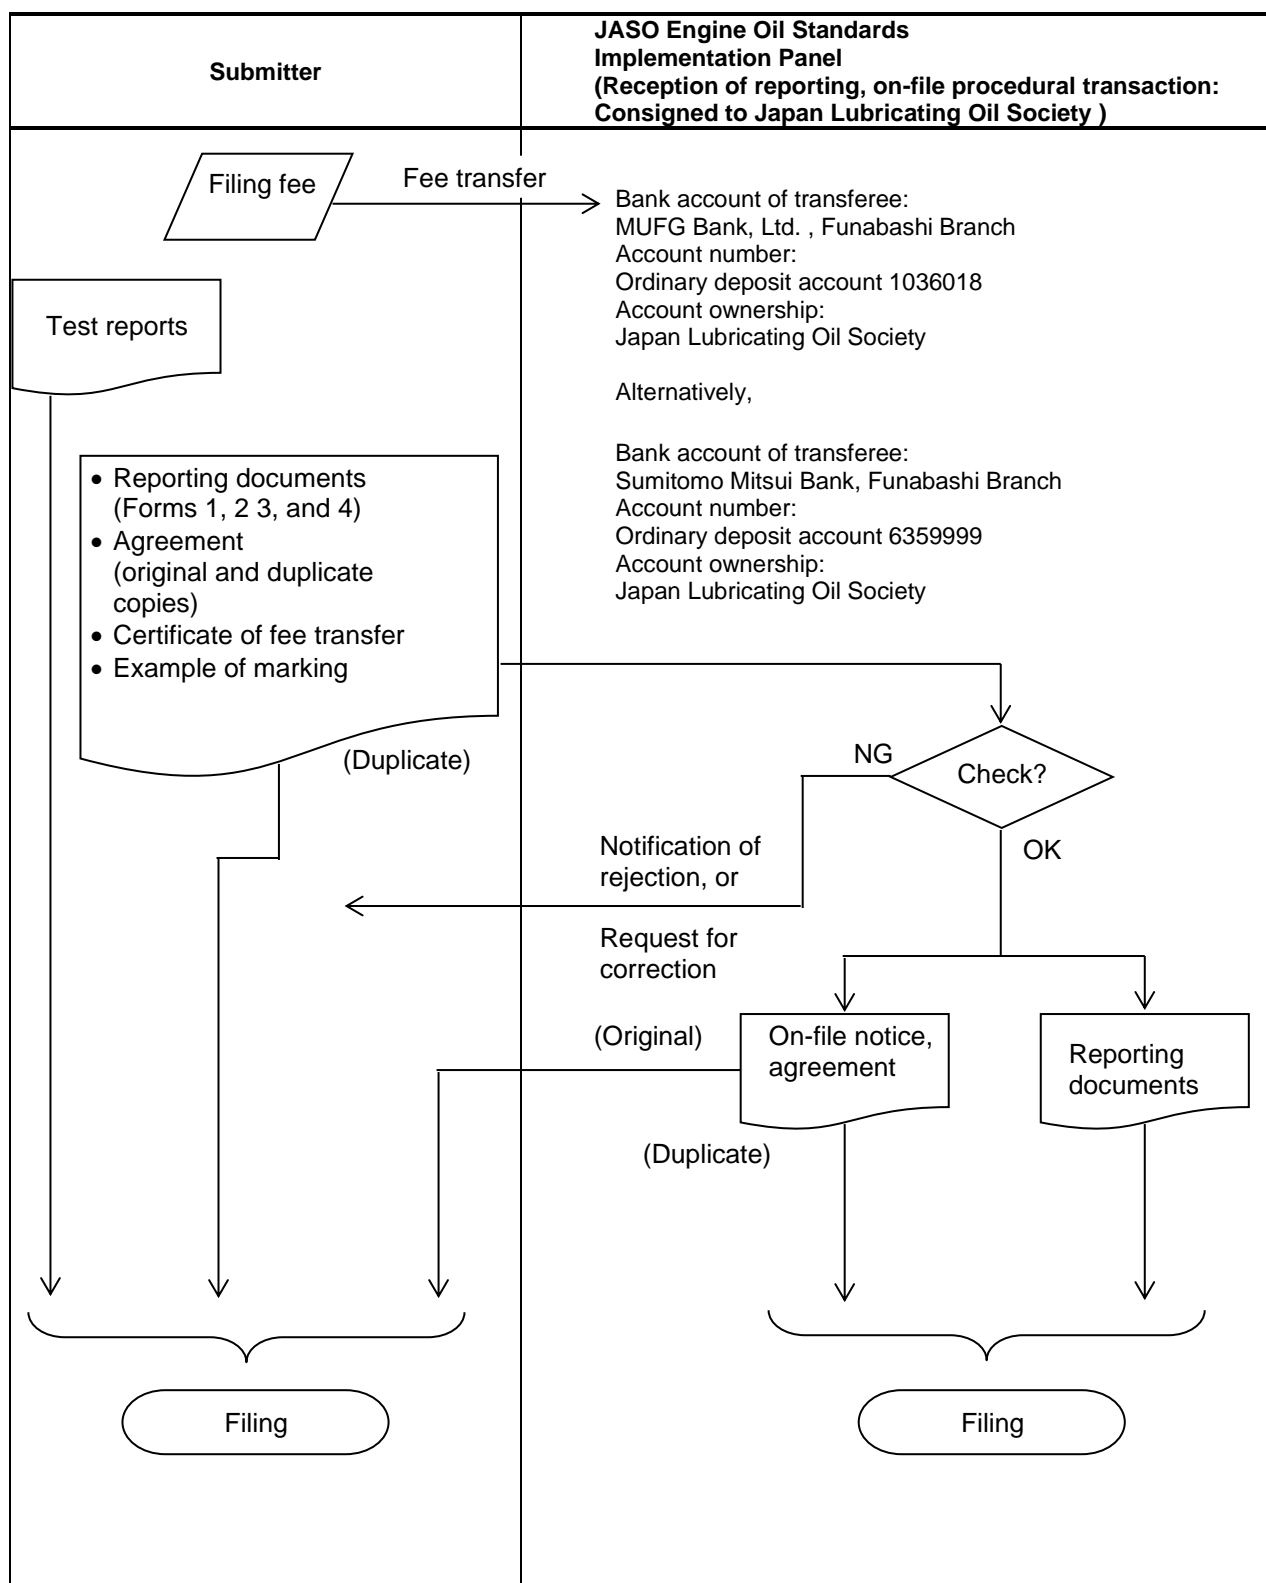 Submitter
JASO Engine Oil Standards
Implementation Panel
(Reception of reporting, on-file procedural transaction:
Consigned to Japan Lubricating Oil Society )
Filing fee
Fee transfer
Bank account of transferee:
MUFG Bank, Ltd. , Funabashi Branch
Account number:
Ordinary deposit account 1036018
Account ownership:
Japan Lubricating Oil Society
Test reports
Alternatively,
Bank account of transferee:
Sumitomo Mitsui Bank, Funabashi Branch
Account number:
Ordinary deposit account 6359999
Account ownership:
Japan Lubricating Oil Society
• Reporting documents
(Forms 1, 2 3, and 4)
• Agreement
(original and duplicate
copies)
• Certificate of fee transfer
• Example of marking
(Duplicate)
NG
Check?
OK
Notification of
rejection, or
Request for
correction
(Original)
On-file notice,
agreement
Reporting
documents
(Duplicate)
Filing
Filing